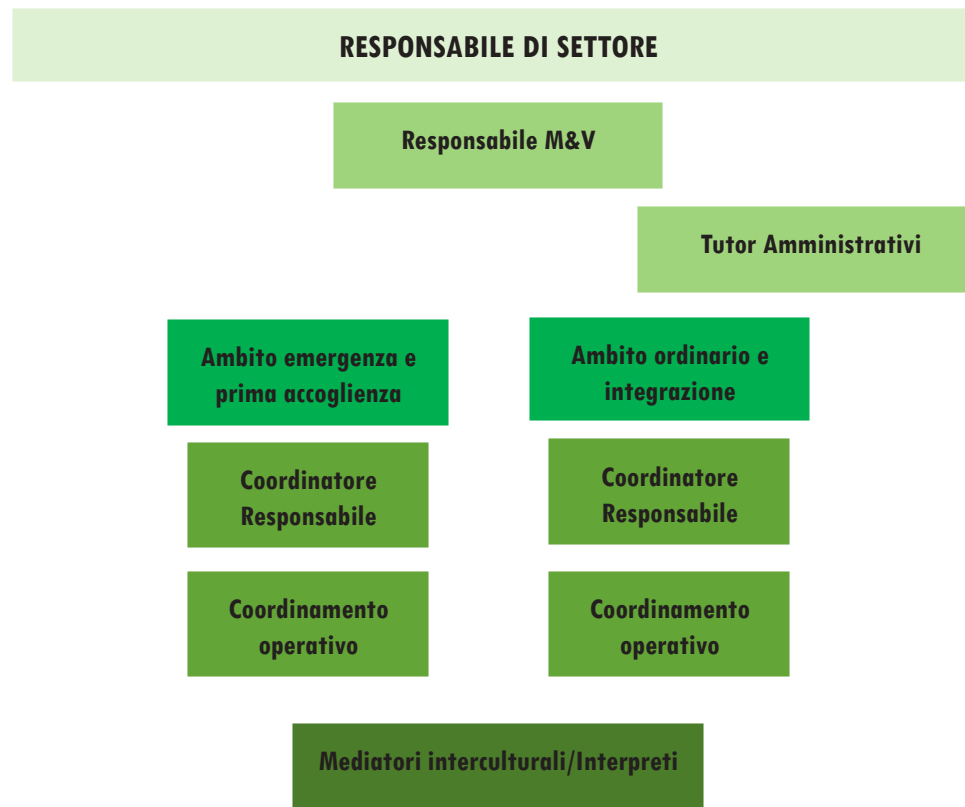 RESPONSABILE DI SETTORE
Responsabile M&V
Tutor Amministrativi
Ambito emergenza e
prima accoglienza
Ambito ordinario e
integrazione
Coordinatore
Responsabile
Coordinatore
Responsabile
Coordinamento
operativo
Coordinamento
operativo
Mediatori interculturali/Interpreti